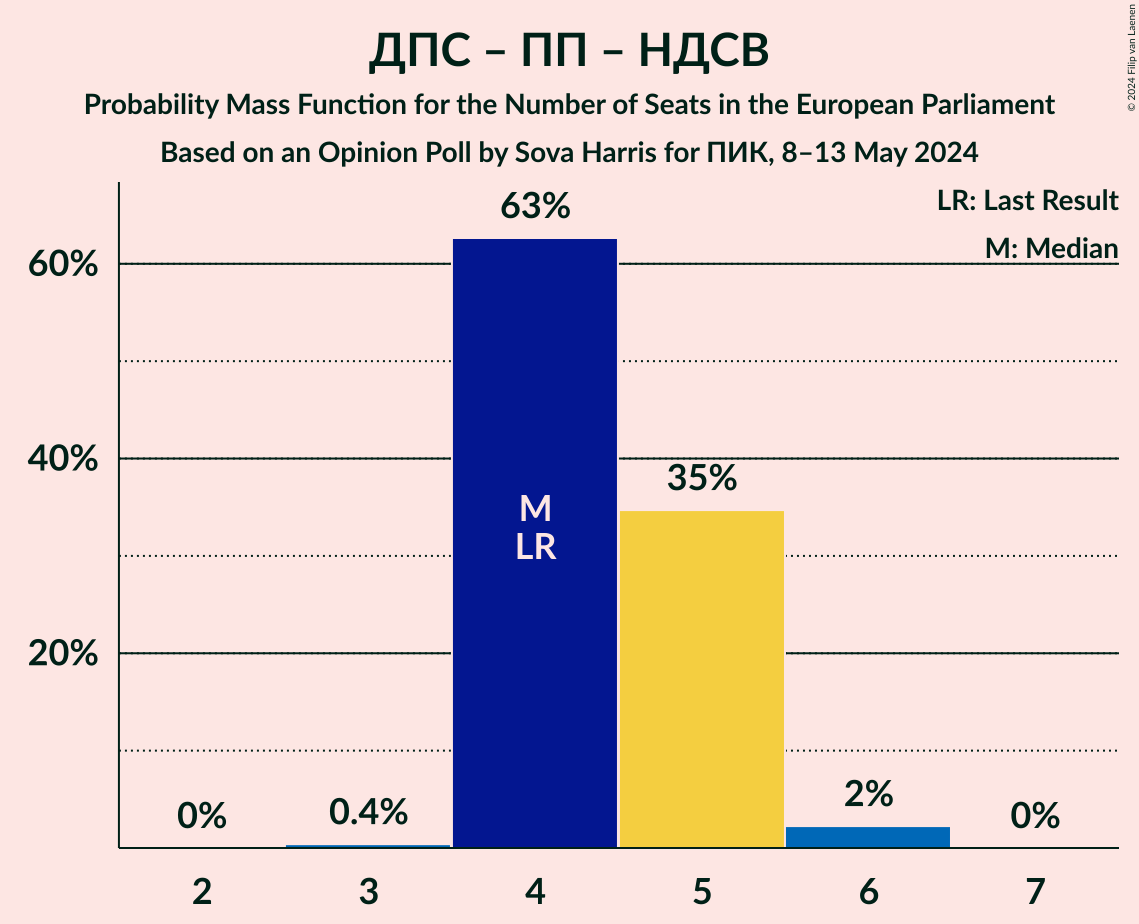 ДПС – ПП – НДСВ
Probability Mass Function for the Number of Seats in the European Parliament
Based on an Opinion Poll by Sova Harris for ПИК, 8–13 May 2024
© 2024 Filip van Laenen
LR: Last Result
M: Median
63%
60%
40%
35%
M
LR
20%
0%
0.4%
2%
0%
2
3
4
5
6
7